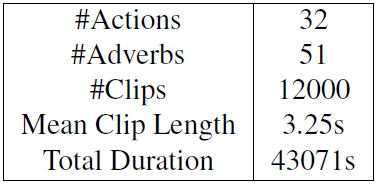 #Actions 32
#Adverbs 51
#Clips 12000
Mean Clip Length 3.25s
Total Duration 43071s